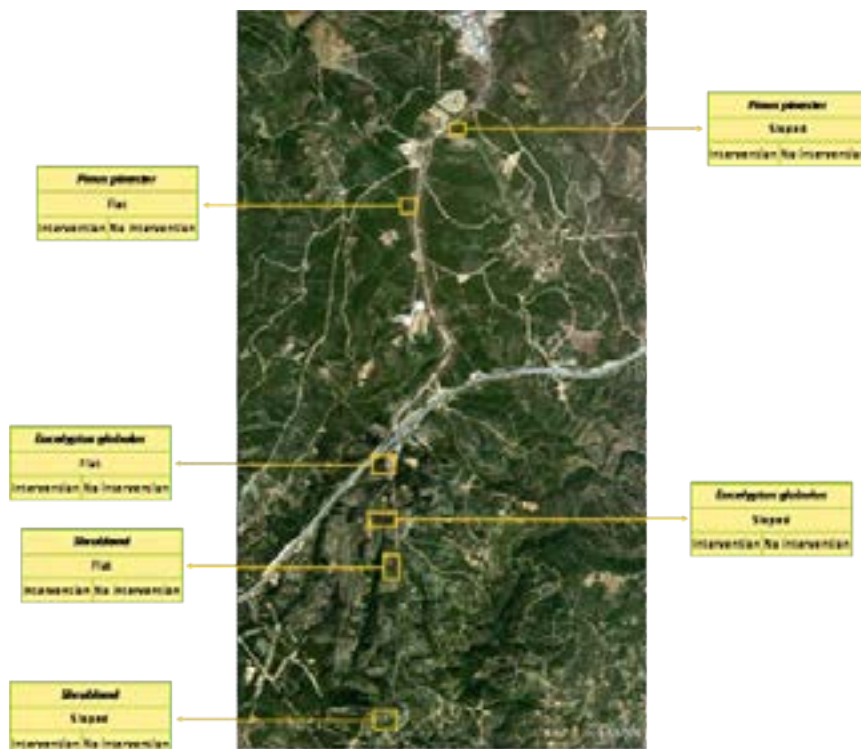 Pinus pinaster
Sloped
Intervention No intervention
Pinus pinaster
Flat
Intervention No intervention
Eucalyptus globulus
Flat
Intervention No intervention
Eucalyptus globulus
Sloped
Intervention No intervention
Shrubland
Flat
Intervention No intervention
Shrubland
Sloped
Intervention No intervention